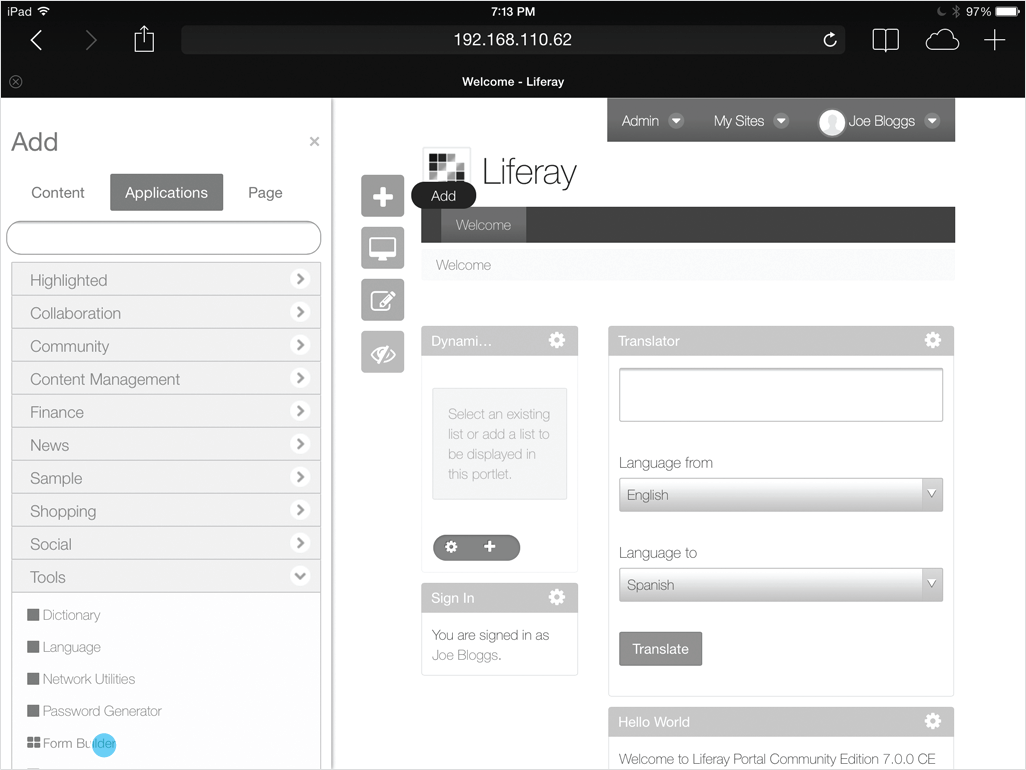 iPad
7:13 PM
97%
192.168.110.62
Welcome - Liferay
Add
Content
Applications
Page
Highlighted
Collaboration
Community
Content Management
Finance
News
Sample
Shopping
Social
Tools
Dictionary
Language
Network Utilities
Password Generator
Form Builder
Admin
My Sites
Joe Bloggs
Liferay
Add
Welcome
Welcome
Dynami...
Select an existing
list or add a list to
be displayed in
this portlet.
Sign In
You are signed in as
Joe Bloggs.
Translator
Language from
English
Language to
Spanish
Translate
Hello World
Welcome to Liferay Portal Community Edition 7.0.0 CE